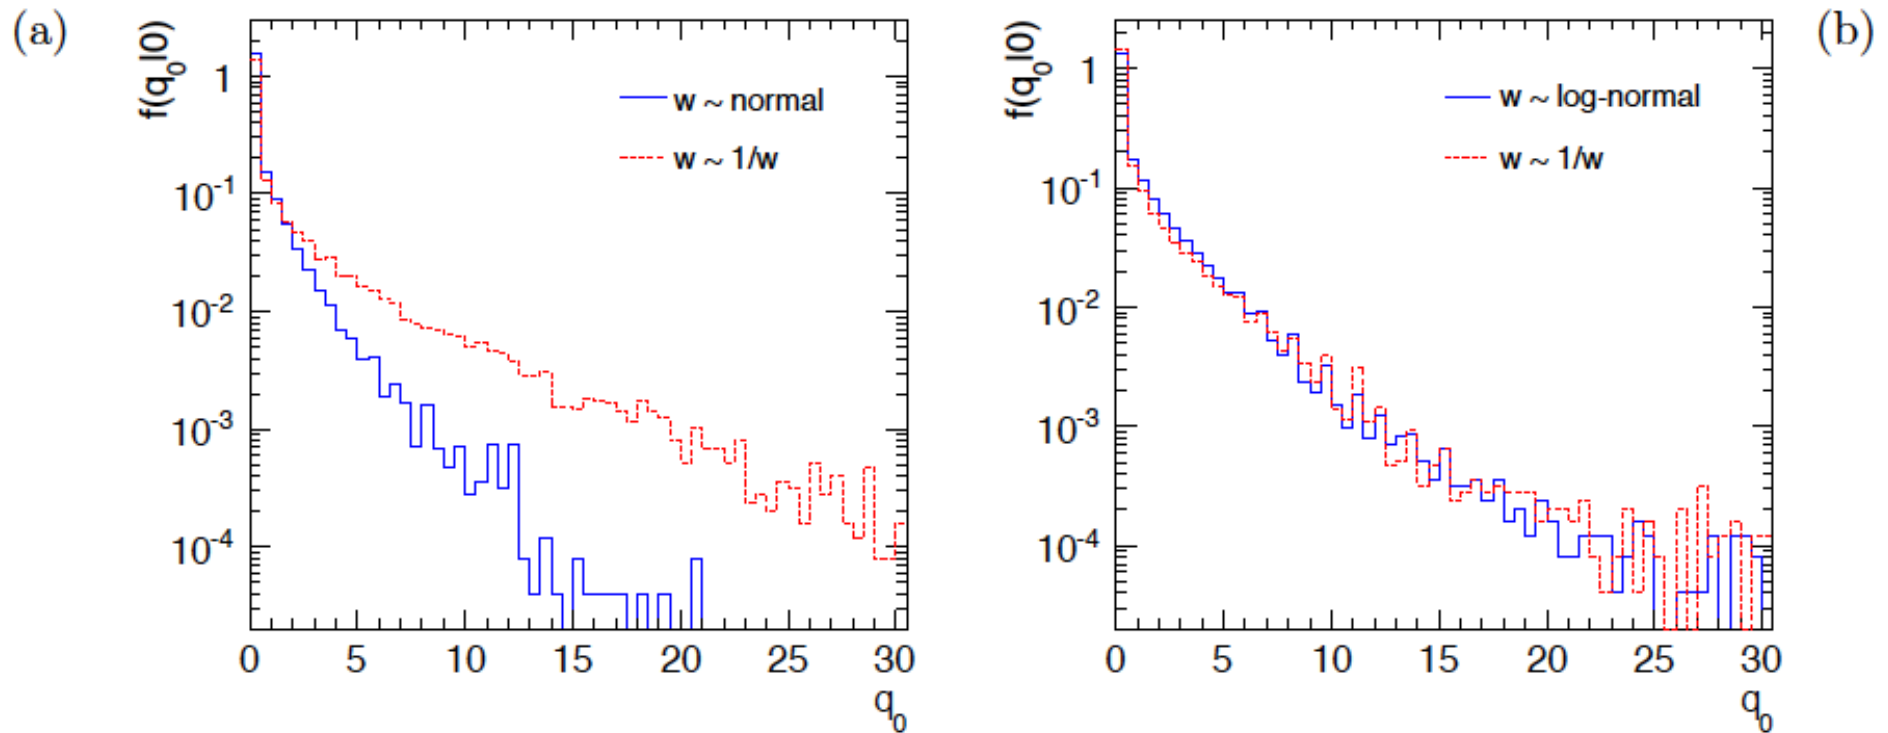 (a)
f(q₀|0)
1
10⁻¹
10⁻²
10⁻³
10⁻⁴
w ~ normal
w ~ 1/w
0 5 10 15 20 25 30
q₀
(b)
f(q₀|0)
1
10⁻¹
10⁻²
10⁻³
10⁻⁴
w ~ log-normal
w ~ 1/w
0 5 10 15 20 25 30
q₀